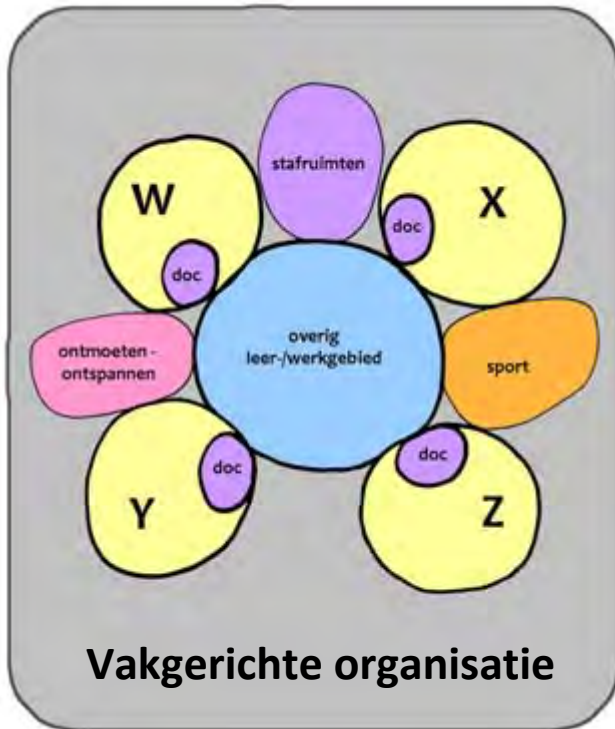 stafruimten
W
X
doc
doc
overig
leer-/werkgebied
ontmoeten -
ontspannen
sport
doc
doc
Y
Z
Vakgerichte organisatie